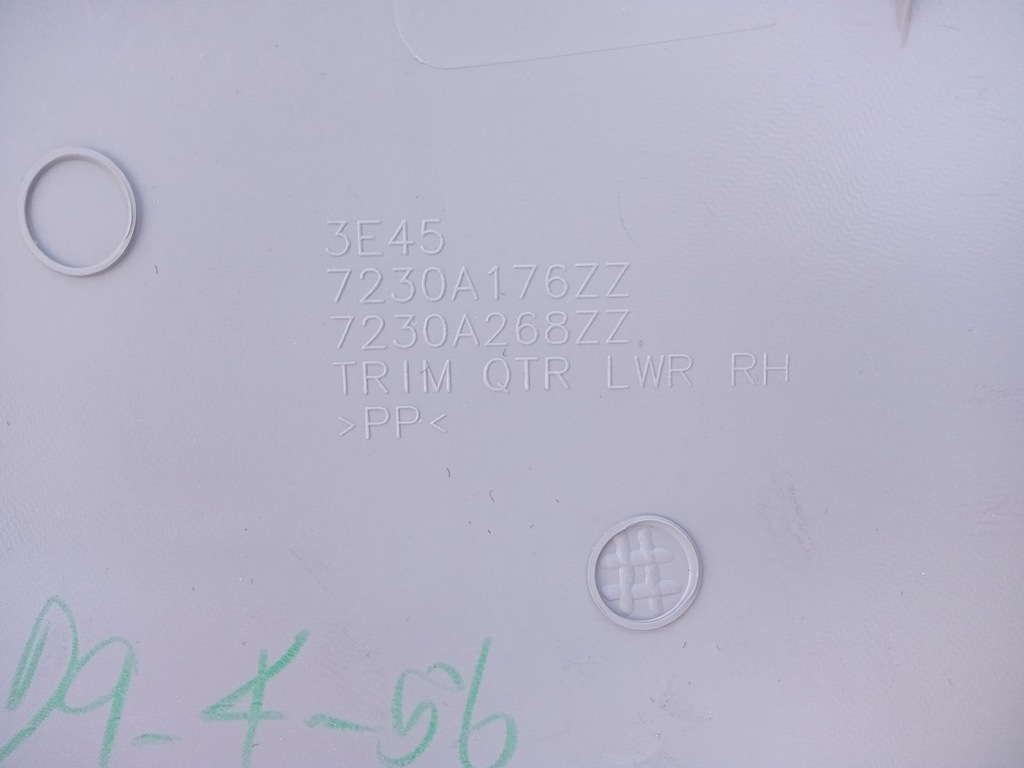 3E45
7230A176ZZ
7230A268ZZ
TRIM QTR LWR RH
>PP<
D9-4-56